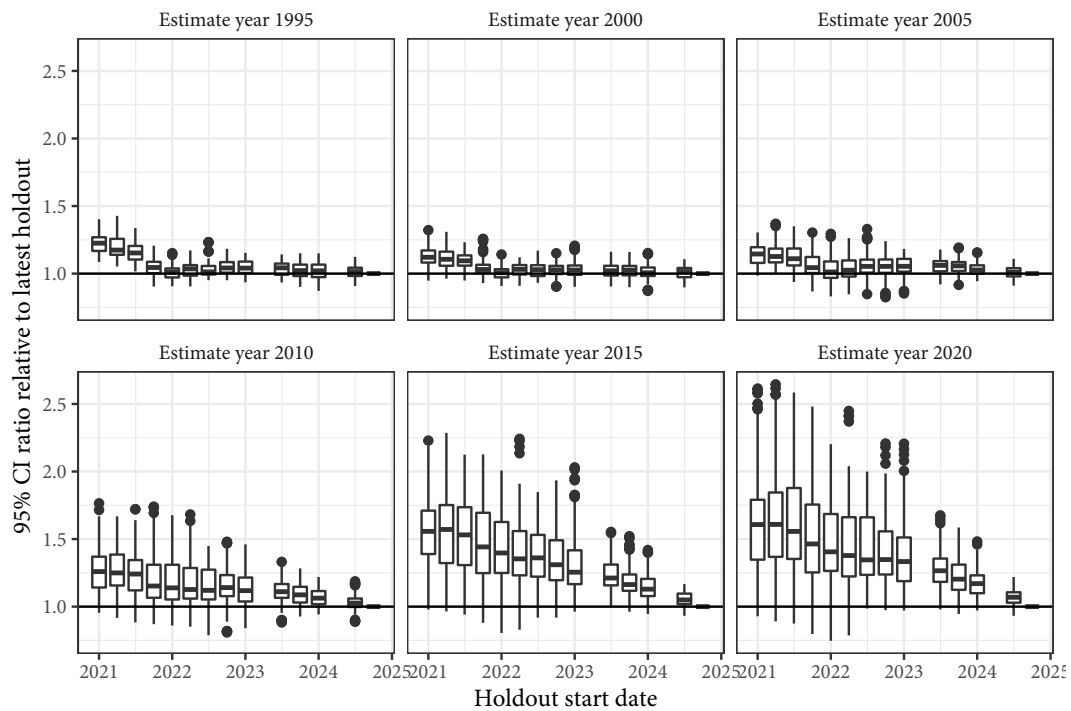 Estimate year 1995
Estimate year 2000
Estimate year 2005
2.5
2.0
1.5
1.0
Estimate year 2010
Estimate year 2015
Estimate year 2020
2.5
2.0
1.5
1.0
2021 2022 2023 2024 2025
2021 2022 2023 2024 2025
2021 2022 2023 2024 2025
Holdout start date
95% CI ratio relative to latest holdout